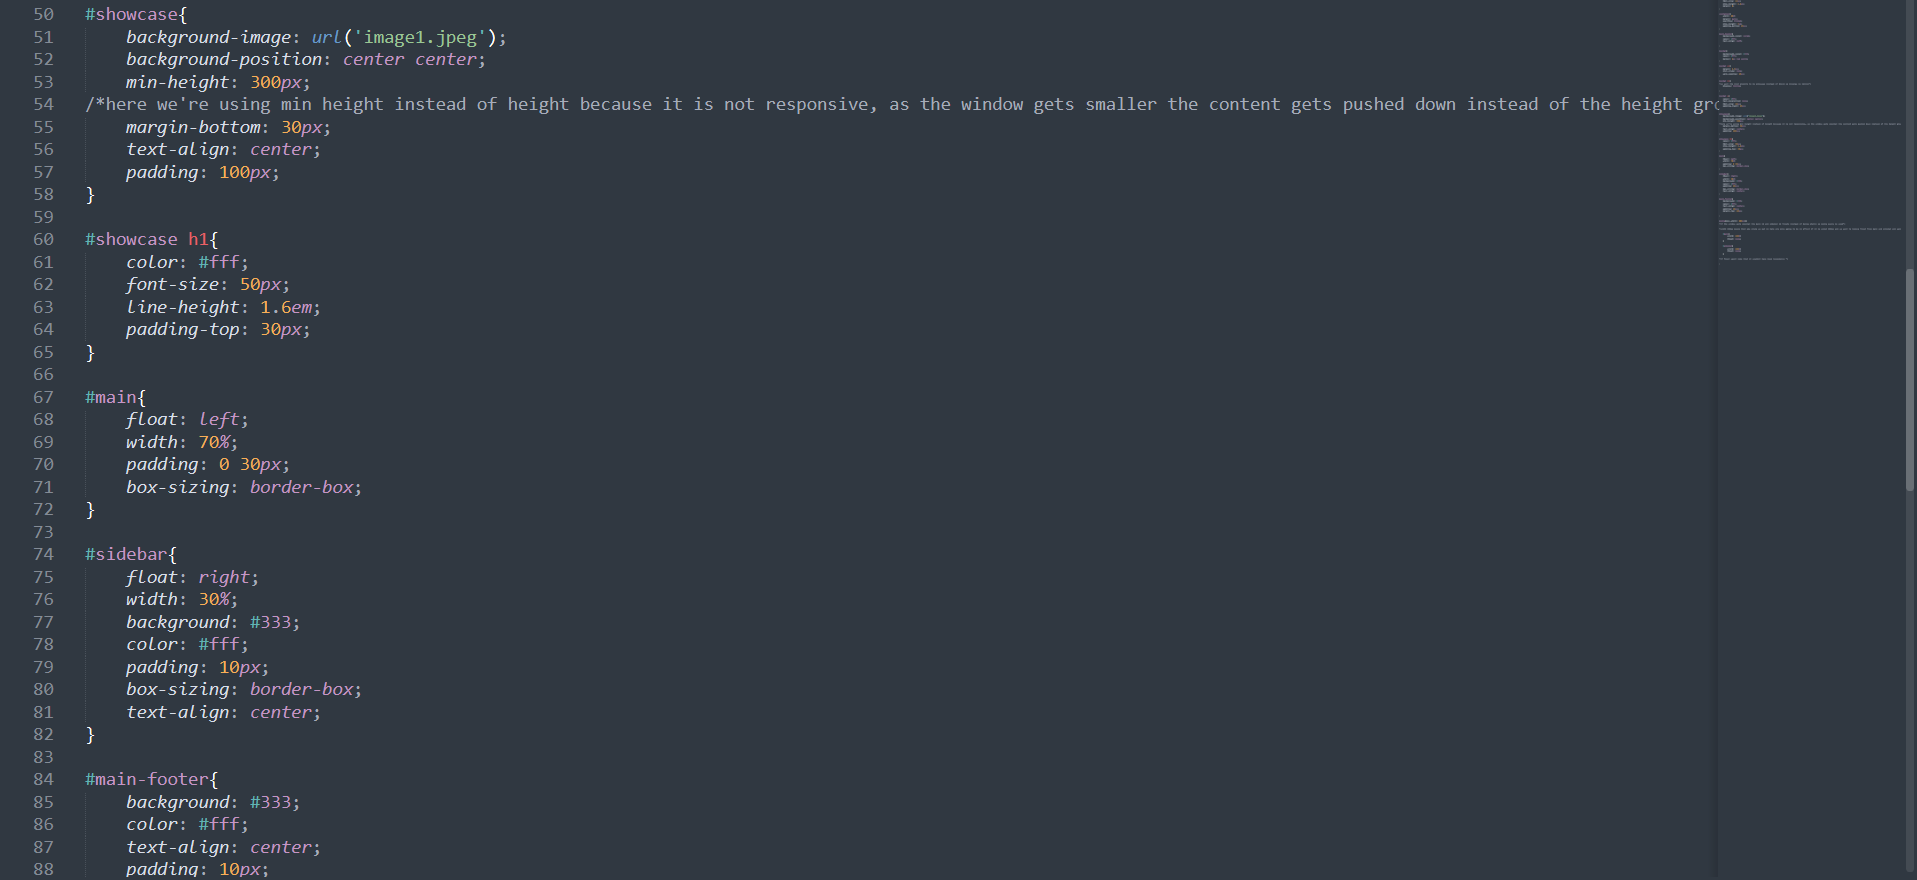 50 #showcase{
51 background-image: url('image1.jpeg');
52 background-position: center center;
53 min-height: 300px;
54 /*here we're using min height instead of height because it is not responsive, as the window gets smaller the content gets pushed down instead of the height
55 margin-bottom: 30px;
56 text-align: center;
57 padding: 100px;
58 }
59
60 #showcase h1{
61 color: #fff;
62 font-size: 50px;
63 line-height: 1.6em;
64 padding-top: 30px;
65 }
66
67 #main{
68 float: left;
69 width: 70%;
70 padding: 0 30px;
71 box-sizing: border-box;
72 }
73
74 #sidebar{
75 float: right;
76 width: 30%;
77 background: #333;
78 color: #fff;
79 padding: 10px;
80 box-sizing: border-box;
81 text-align: center;
82 }
83
84 #main-footer{
85 background: #333;
86 color: #fff;
87 text-align: center;
88 padding: 10px;